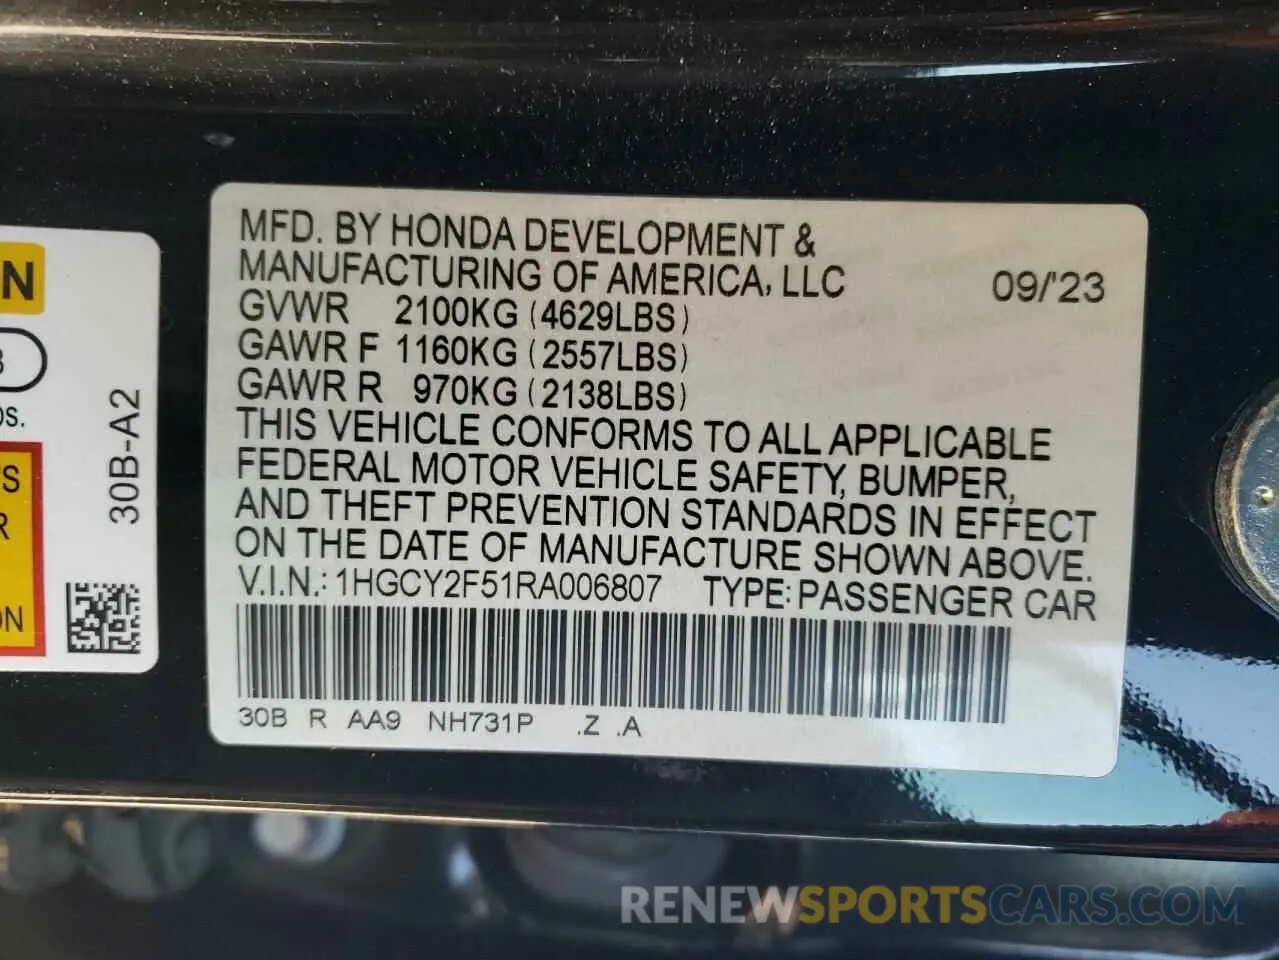 MFD. BY HONDA DEVELOPMENT &
MANUFACTURING OF AMERICA, LLC 09/'23
GVWR 2100KG (4629LBS)
GAWR F 1160KG (2557LBS)
GAWR R 970KG (2138LBS)
THIS VEHICLE CONFORMS TO ALL APPLICABLE
FEDERAL MOTOR VEHICLE SAFETY, BUMPER,
AND THEFT PREVENTION STANDARDS IN EFFECT
ON THE DATE OF MANUFACTURE SHOWN ABOVE.
V.I.N.: 1HGCY2F51RA006807 TYPE: PASSENGER CAR
30B R AA9 NH731P .Z .A
30B-A2
RENEWSPORTSCARS.COM